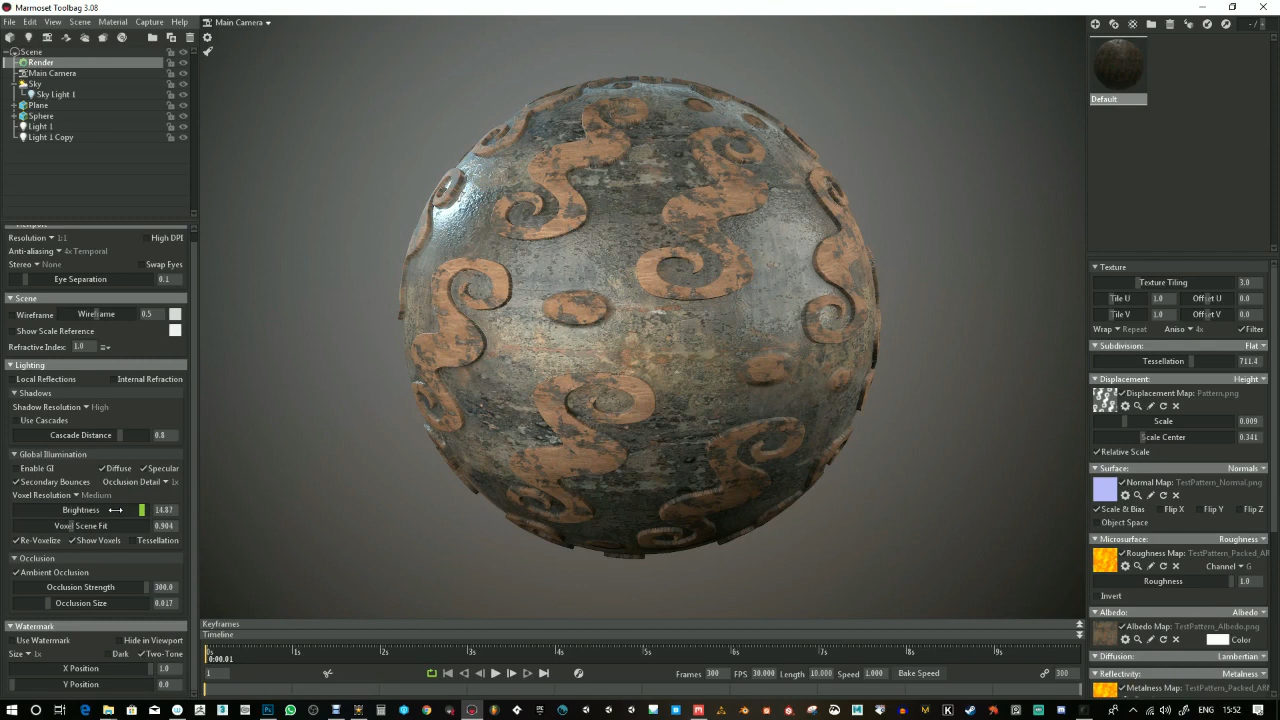 Marmoset Toolbag 3.08
File Edit View Scene Material Capture Help
Main Camera
Scene
Render
Main Camera
Sky
Sky Light 1
Plane
Sphere
Light 1
Light 1 Copy
Default
Viewport
Resolution 1:1 High DPI
Anti-aliasing 4x Temporal
Stereo None Swap Eyes
Eye Separation 0.1
Scene
Wireframe Wireframe 0.5
Show Scale Reference
Refractive Index: 1.0
Lighting
Local Reflections Internal Refraction
Shadows
Shadow Resolution High
Use Cascades
Cascade Distance 0.8
Global Illumination
Enable GI Diffuse Specular
Secondary Bounces Occlusion Detail 1x
Voxel Resolution Medium
Brightness 14.87
Voxel Scene Fit 0.904
Re-Voxelize Show Voxels Tessellation
Occlusion
Ambient Occlusion
Occlusion Strength 300.0
Occlusion Size 0.017
Watermark
Use Watermark Hide in Viewport
Size 1x Dark Two-Tone
X Position 1.0
Y Position 0.0
Keyframes
Timeline
0s 1s 2s 3s 4s 5s 6s 7s 8s 9s
0:00.01
1 Frames 300 FPS 30.000 Length 10.000 Speed 1.000 Bake Speed 300
Texture
Texture Tiling 3.0
Tile U 1.0 Offset U 0.0
Tile V 1.0 Offset V 0.0
Wrap Repeat Aniso 4x Filter
Subdivision: Flat
Tessellation 711.4
Displacement: Height
Displacement Map: Pattern.png
Scale 0.009
Scale Center 0.341
Relative Scale
Surface: Normals
Normal Map: TestPattern_Normal.png
Scale & Bias Flip X Flip Y Flip Z
Object Space
Microsurface: Roughness
Roughness Map: TestPattern_Packed_AR
Channel G
Roughness 1.0
Invert
Albedo: Albedo
Albedo Map: TestPattern_Albedo.png
Color
Diffusion: Lambertian
Reflectivity: Metalness
Metalness Map: TestPattern_Packed_AR
ENG 15:52